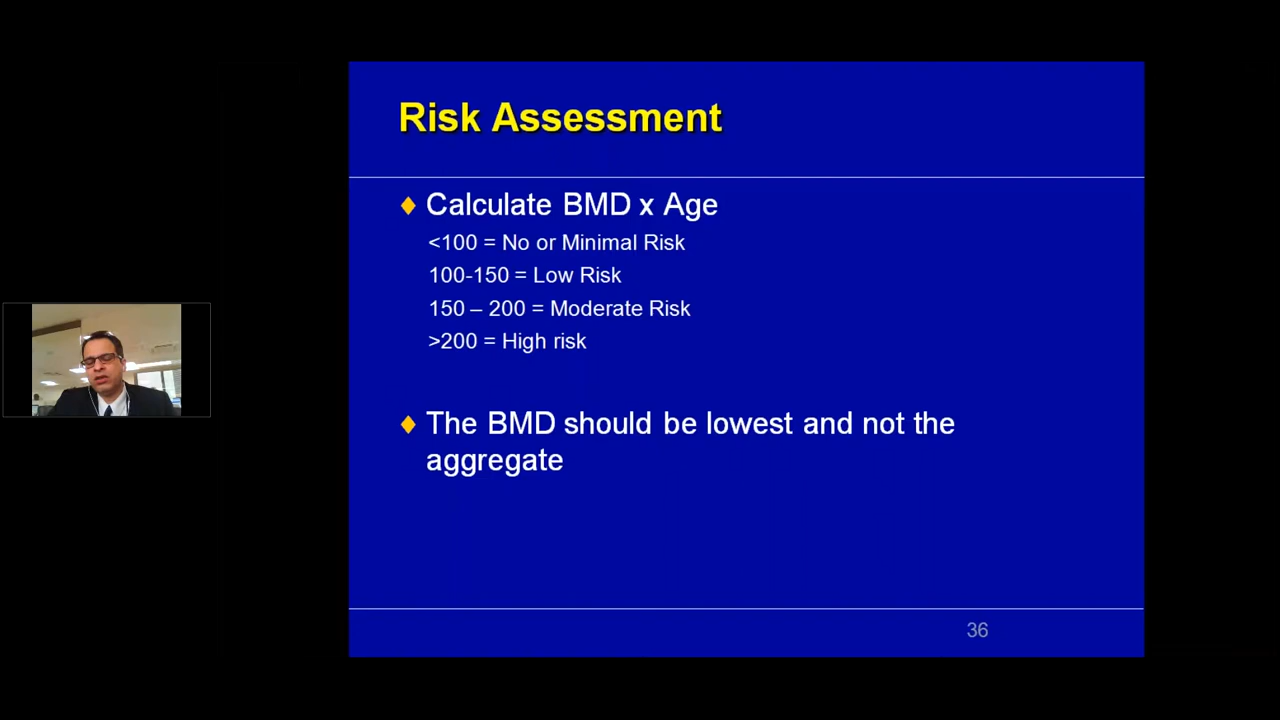 Risk Assessment
Calculate BMD x Age
<100 = No or Minimal Risk
100-150 = Low Risk
150 – 200 = Moderate Risk
>200 = High risk
The BMD should be lowest and not the
aggregate
36